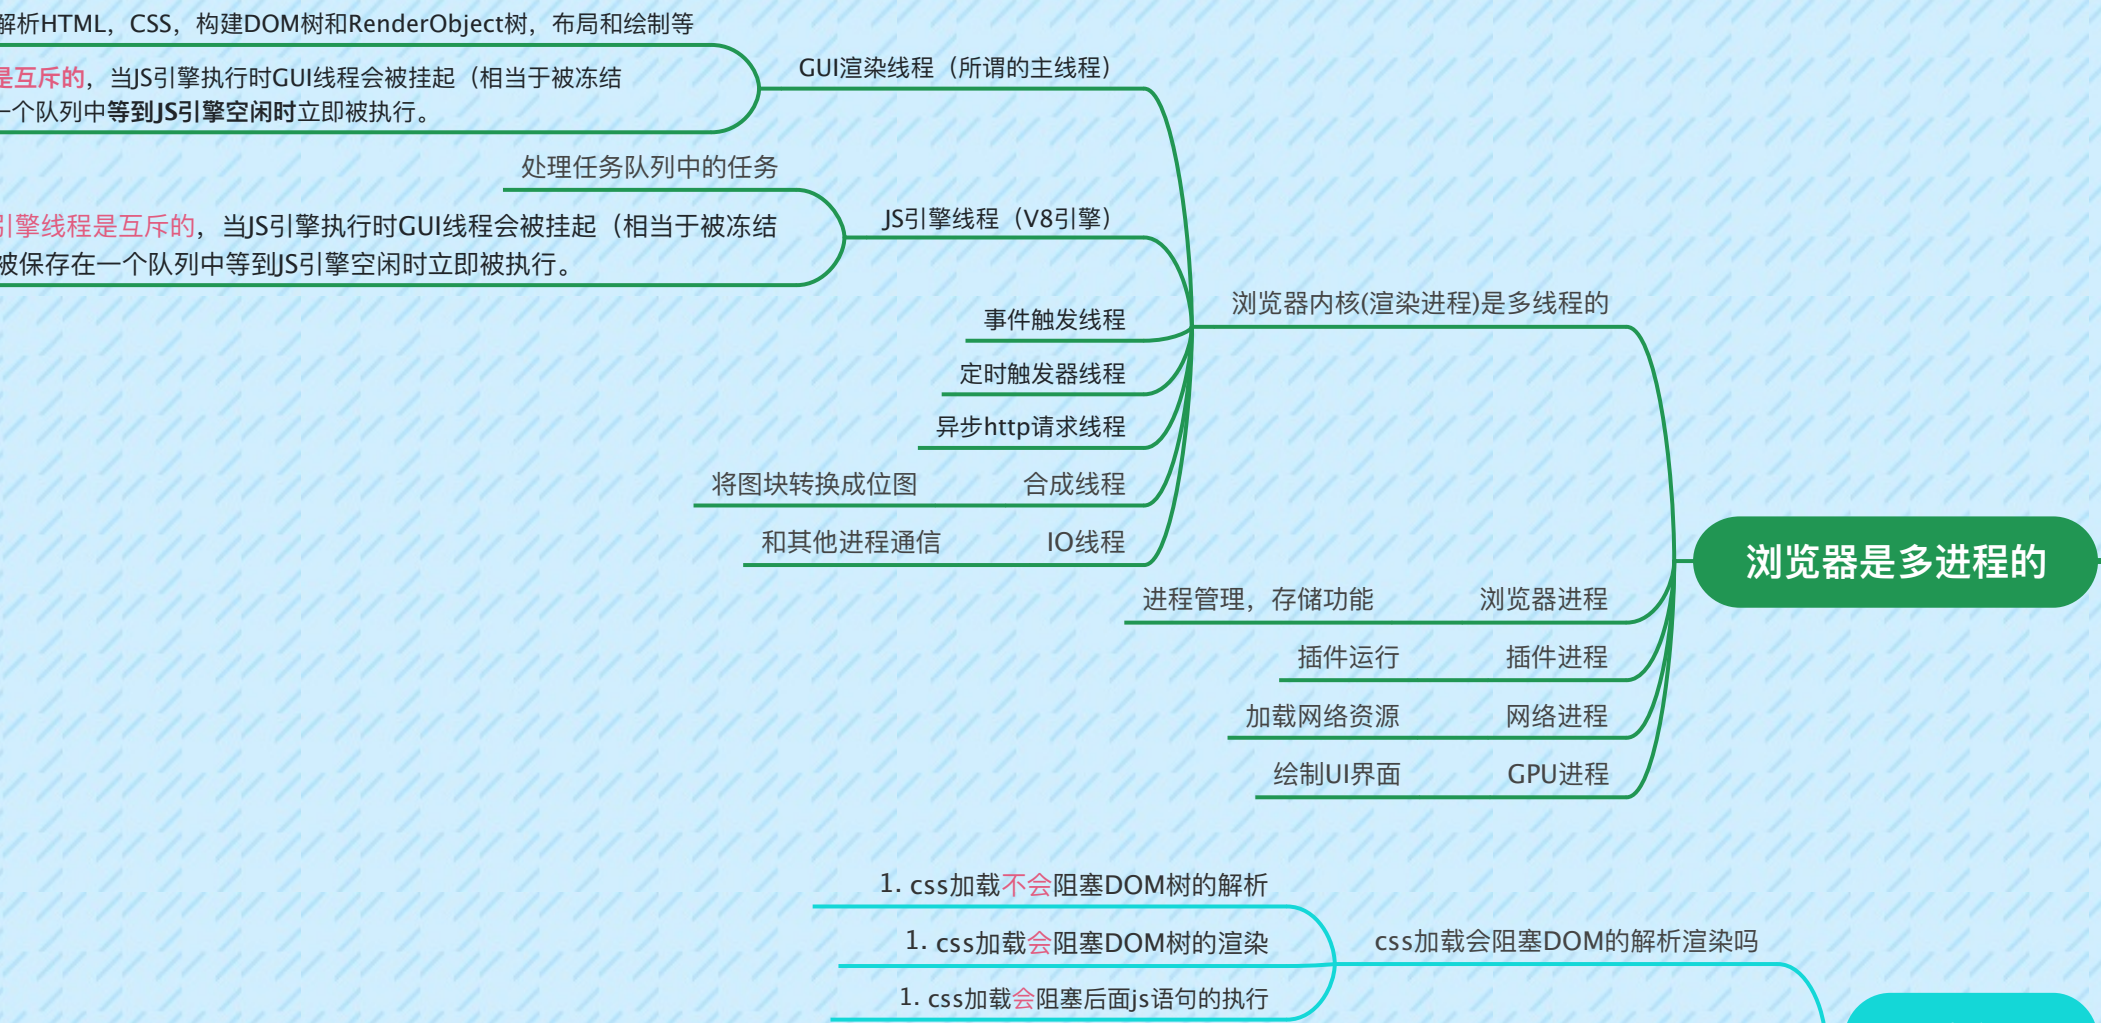 解析HTML，CSS，构建DOM树和RenderObject树，布局和绘制等
是互斥的，当JS引擎执行时GUI线程会被挂起（相当于被冻结
一个队列中等到JS引擎空闲时立即被执行。
GUI渲染线程（所谓的主线程）
处理任务队列中的任务
引擎线程是互斥的，当JS引擎执行时GUI线程会被挂起（相当于被冻结
被保存在一个队列中等到JS引擎空闲时立即被执行。
JS引擎线程（V8引擎）
事件触发线程
定时触发器线程
异步http请求线程
将图块转换成位图
合成线程
和其他进程通信
IO线程
浏览器内核(渲染进程)是多线程的
进程管理，存储功能
浏览器进程
插件运行
插件进程
加载网络资源
网络进程
绘制UI界面
GPU进程
浏览器是多进程的
1. css加载不会阻塞DOM树的解析
1. css加载会阻塞DOM树的渲染
1. css加载会阻塞后面js语句的执行
css加载会阻塞DOM的解析渲染吗